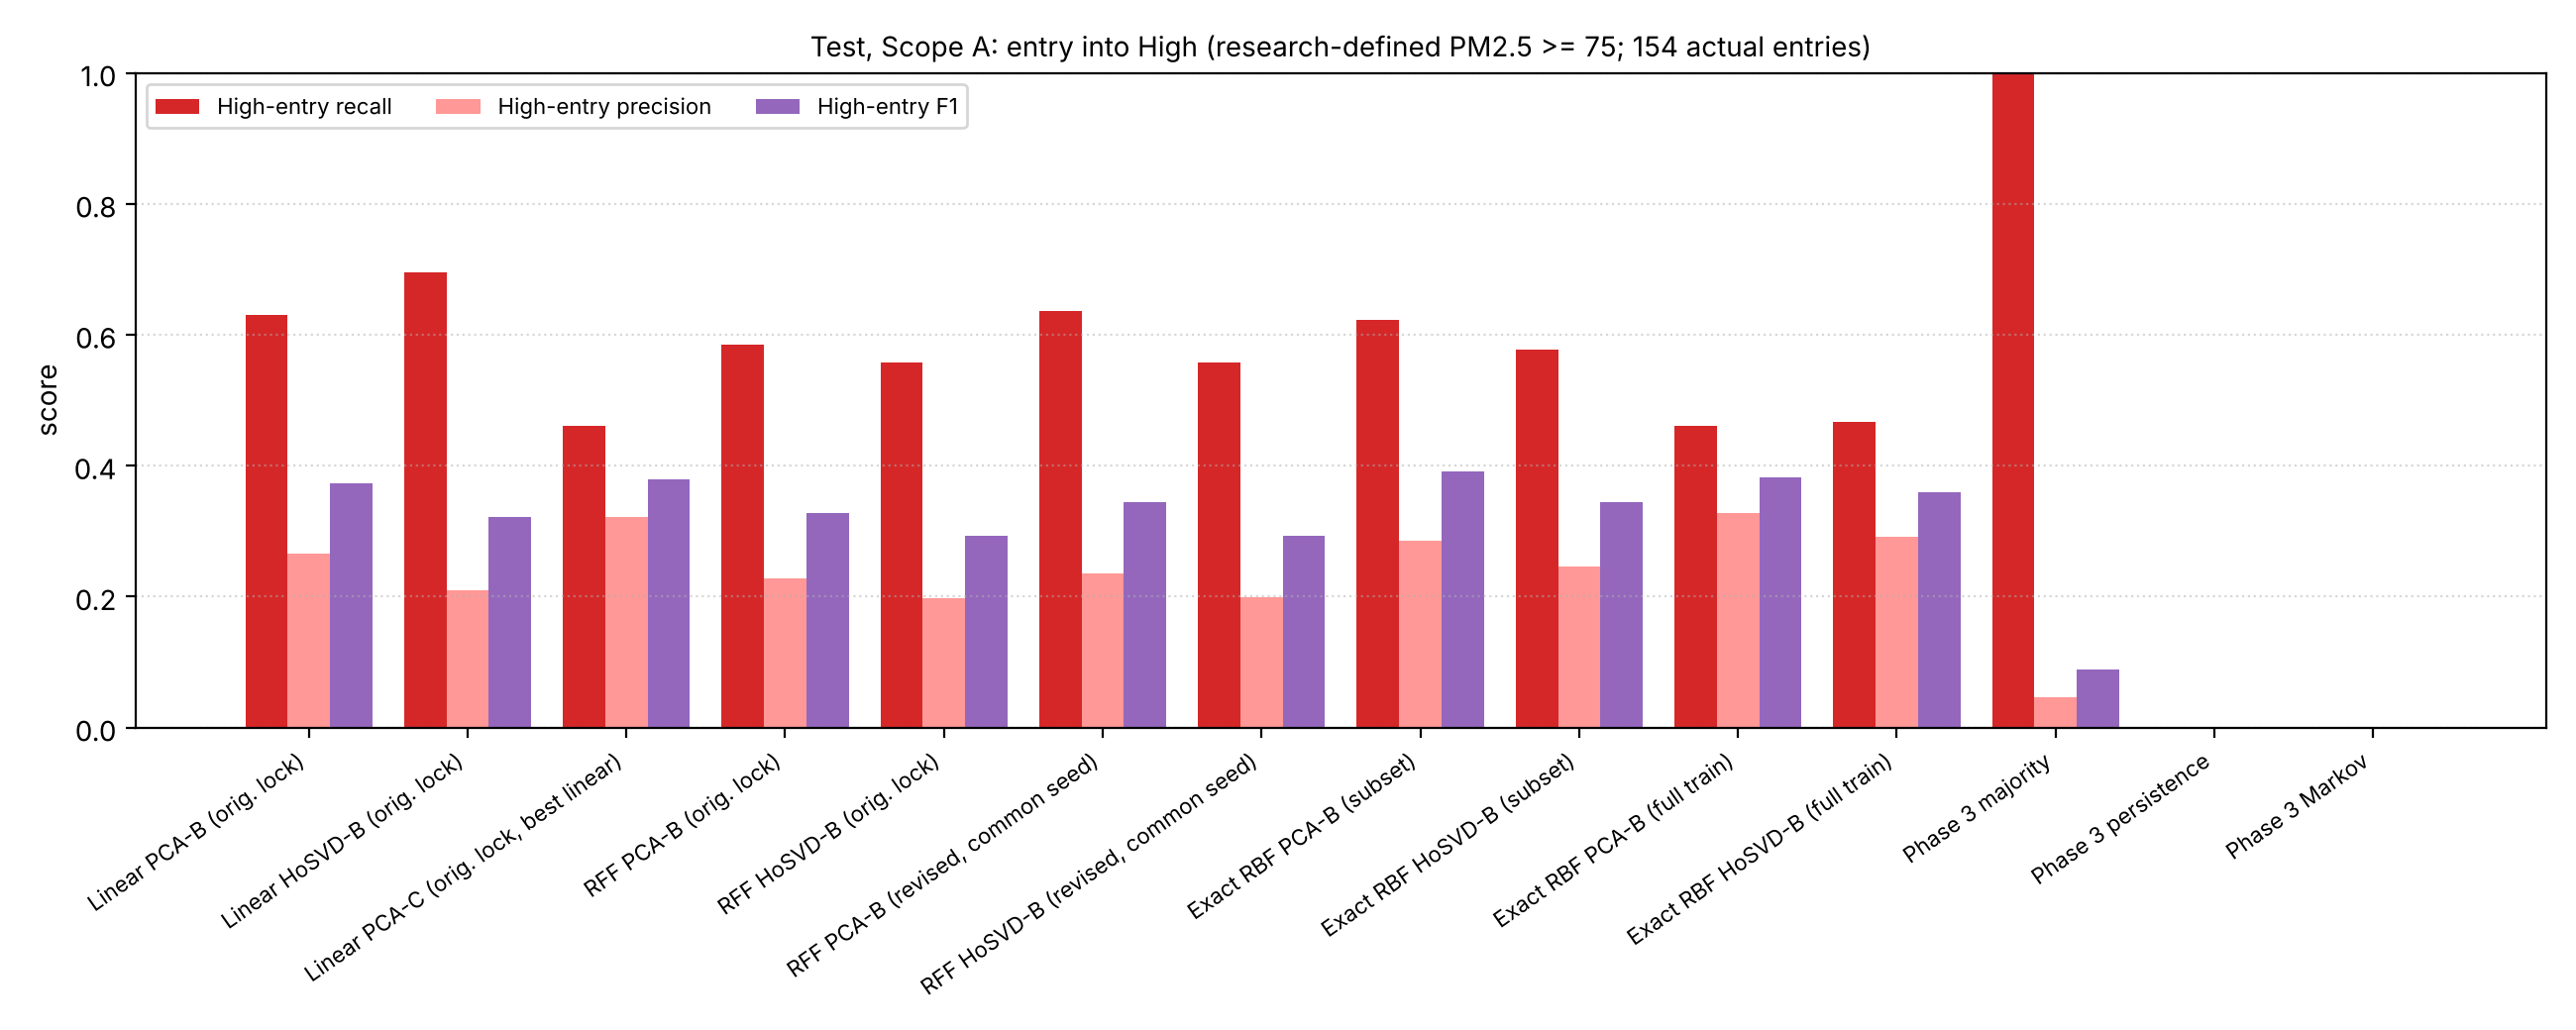 Test, Scope A: entry into High (research-defined PM2.5 >= 75; 154 actual entries)
High-entry recall
High-entry precision
High-entry F1
score
1.0
0.8
0.6
0.4
0.2
0.0
Linear PCA-B (orig. lock)
Linear HoSVD-B (orig. lock)
Linear PCA-C (orig. lock, best linear)
RFF PCA-B (orig. lock)
RFF HoSVD-B (orig. lock)
RFF PCA-B (revised, common seed)
RFF HoSVD-B (revised, common seed)
Exact RBF PCA-B (subset)
Exact RBF HoSVD-B (subset)
Exact RBF PCA-B (full train)
Exact RBF HoSVD-B (full train)
Phase 3 majority
Phase 3 persistence
Phase 3 Markov